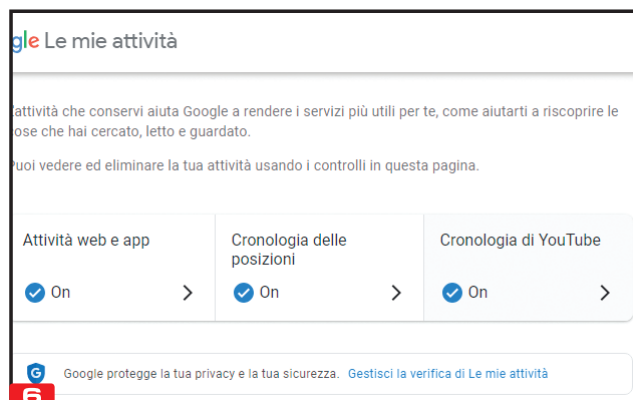 gle Le mie attività
'attività che conservi aiuta Google a rendere i servizi più utili per te, come aiutarti a riscoprire le
ose che hai cercato, letto e guardato.
uoi vedere ed eliminare la tua attività usando i controlli in questa pagina.
Attività web e app
On
Cronologia delle
posizioni
On
Cronologia di YouTube
On
Google protegge la tua privacy e la tua sicurezza. Gestisci la verifica di Le mie attività
6